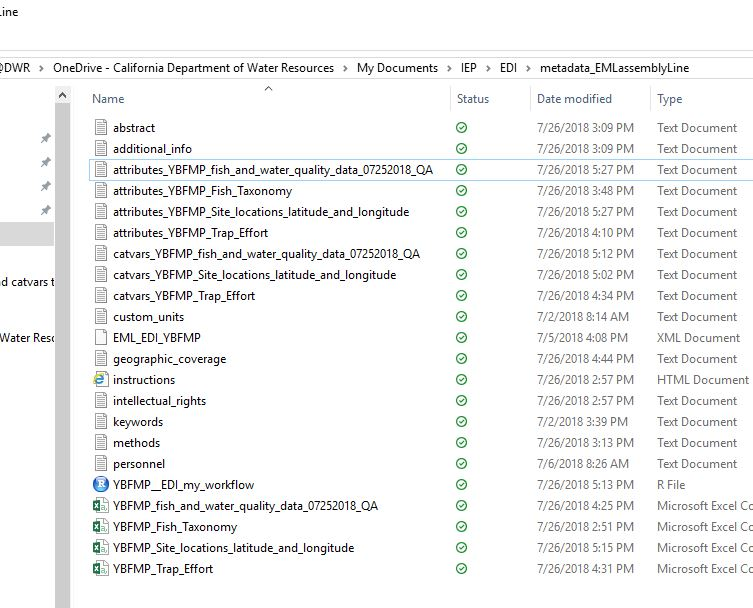 Line
@DWR > OneDrive - California Department of Water Resources > My Documents > IEP > EDI > metadata_EMLassemblyLine
Name Status Date modified Type
abstract 7/26/2018 3:09 PM Text Document
additional_info 7/26/2018 3:09 PM Text Document
attributes_YBFMP_fish_and_water_quality_data_07252018_QA 7/26/2018 5:27 PM Text Document
attributes_YBFMP_Fish_Taxonomy 7/26/2018 3:48 PM Text Document
attributes_YBFMP_Site_locations_latitude_and_longitude 7/26/2018 5:27 PM Text Document
attributes_YBFMP_Trap_Effort 7/26/2018 4:10 PM Text Document
catvars_YBFMP_fish_and_water_quality_data_07252018_QA 7/26/2018 5:12 PM Text Document
catvars_YBFMP_Site_locations_latitude_and_longitude 7/26/2018 5:02 PM Text Document
nd catvars t
catvars_YBFMP_Trap_Effort 7/26/2018 4:34 PM Text Document
custom_units 7/2/2018 8:14 AM Text Document
Water Reso
EML_EDI_YBFMP 7/5/2018 4:08 PM XML Document
geographic_coverage 7/26/2018 4:44 PM Text Document
instructions 7/26/2018 2:57 PM HTML Document
intellectual_rights 7/26/2018 2:57 PM Text Document
keywords 7/2/2018 3:39 PM Text Document
methods 7/26/2018 3:13 PM Text Document
personnel 7/6/2018 8:26 AM Text Document
YBFMP__EDI_my_workflow 7/26/2018 5:13 PM R File
YBFMP_fish_and_water_quality_data_07252018_QA 7/26/2018 4:25 PM Microsoft Excel Co
YBFMP_Fish_Taxonomy 7/26/2018 2:51 PM Microsoft Excel Co
YBFMP_Site_locations_latitude_and_longitude 7/26/2018 5:15 PM Microsoft Excel Co
YBFMP_Trap_Effort 7/26/2018 4:31 PM Microsoft Excel Co